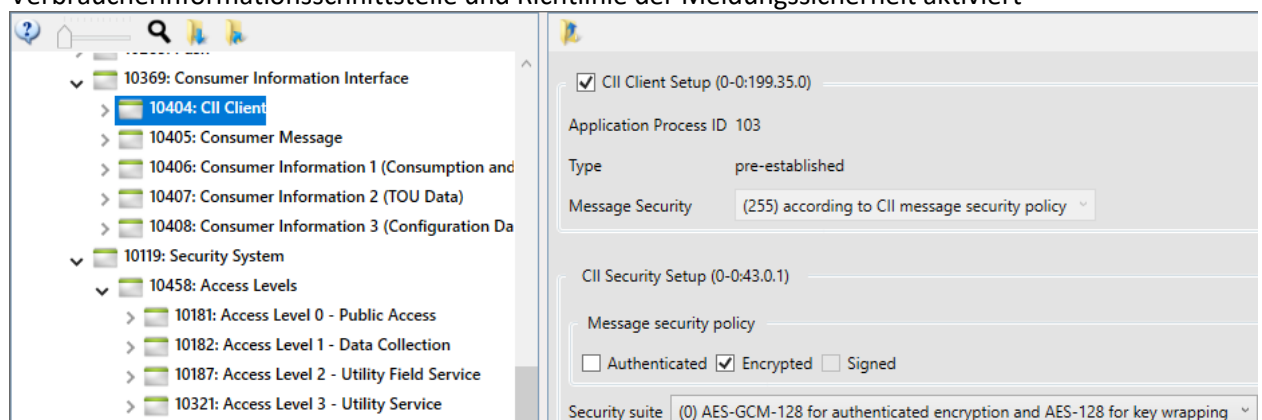 Verbraucherinformationsschnittstelle und Richtlinie der Meldungssicherheit aktiviert
10369: Consumer Information Interface
10404: CII Client
10405: Consumer Message
10406: Consumer Information 1 (Consumption and
10407: Consumer Information 2 (TOU Data)
10408: Consumer Information 3 (Configuration Da
10119: Security System
10458: Access Levels
10181: Access Level 0 - Public Access
10182: Access Level 1 - Data Collection
10187: Access Level 2 - Utility Field Service
10321: Access Level 3 - Utility Service
CII Client Setup (0-0:199.35.0)
Application Process ID 103
Type pre-established
Message Security (255) according to CII message security policy
CII Security Setup (0-0:43.0.1)
Message security policy
Authenticated Encrypted Signed
Security suite (0) AES-GCM-128 for authenticated encryption and AES-128 for key wrapping